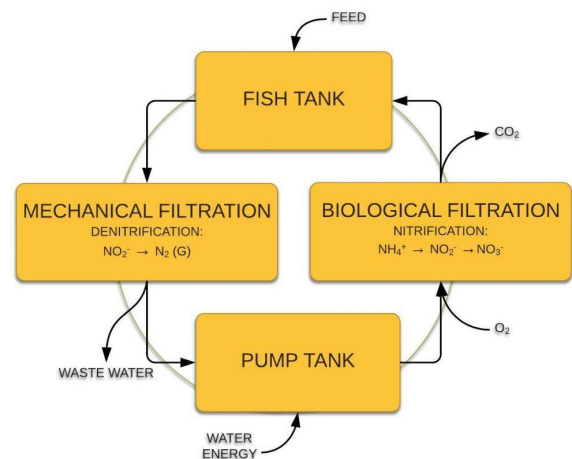 FEED
FISH TANK
CO₂
MECHANICAL FILTRATION
DENITRIFICATION:
NO₂⁻ → N₂ (G)
BIOLOGICAL FILTRATION
NITRIFICATION:
NH₄⁺ → NO₂⁻ → NO₃⁻
O₂
PUMP TANK
WASTE WATER
WATER
ENERGY